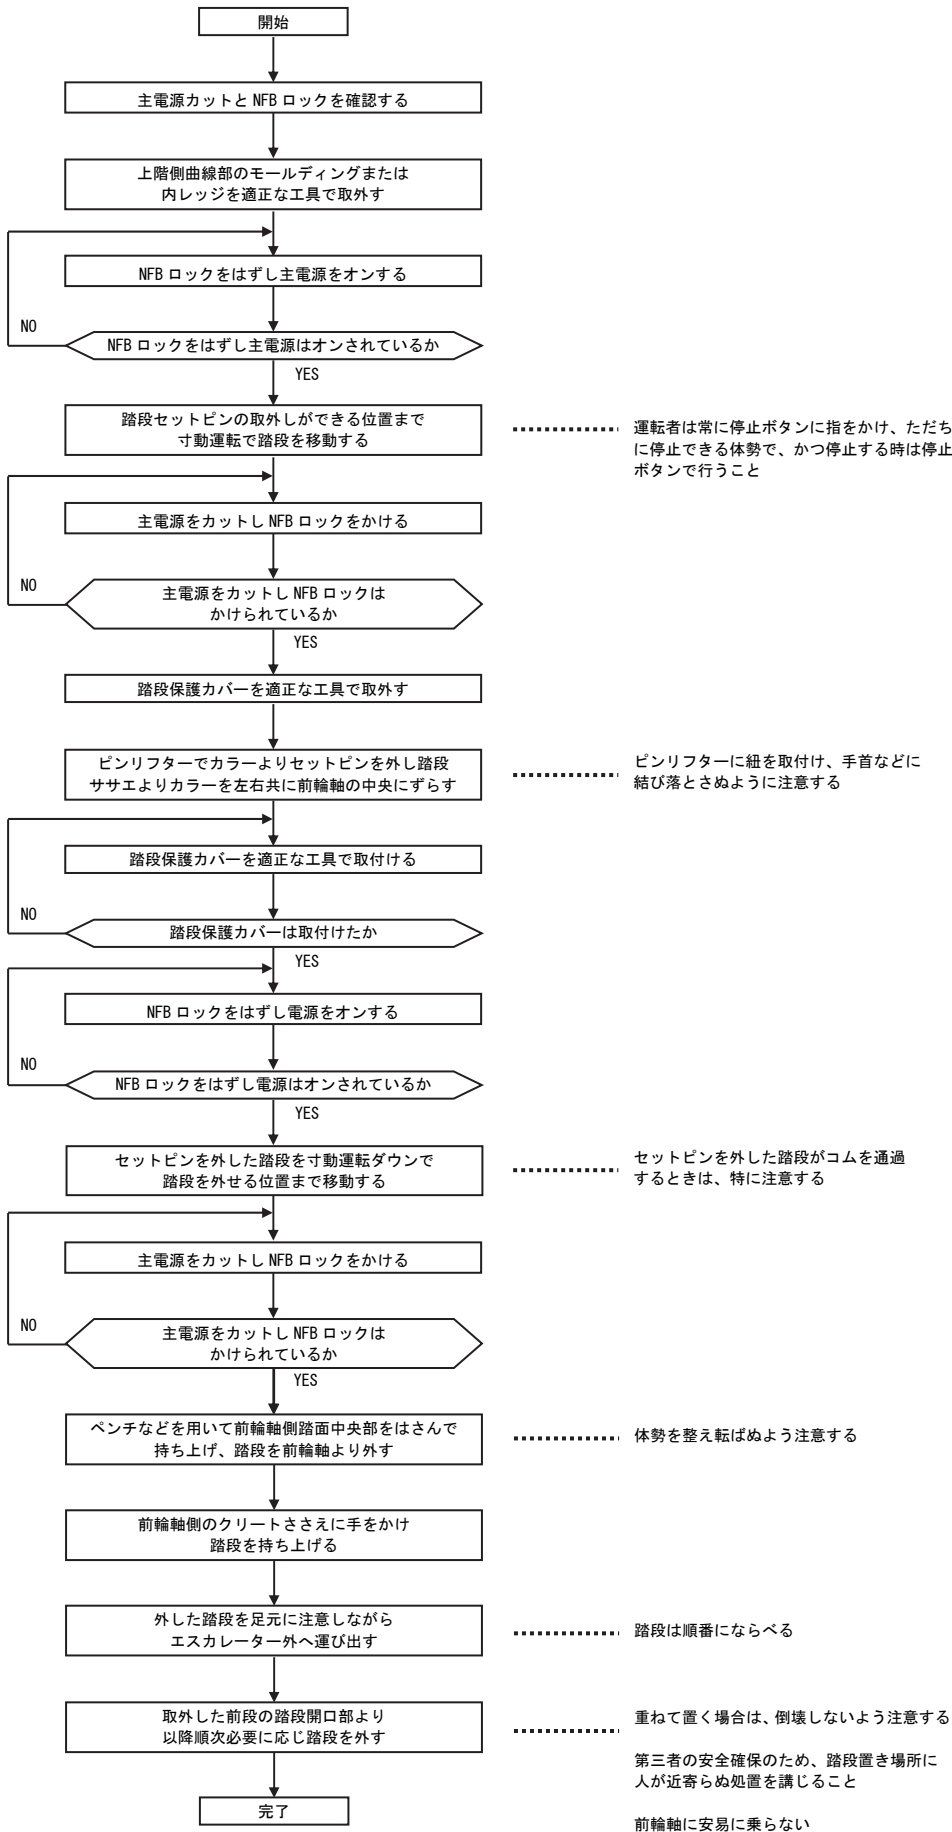 開始
主電源カットと NFB ロックを確認する
上階側曲線部のモールディングまたは
内レッジを適正な工具で取外す
NFB ロックをはずし主電源をオンする
NO
NFB ロックをはずし主電源はオンされているか
YES
踏段セットピンの取外しができる位置まで
寸動運転で踏段を移動する
運転者は常に停止ボタンに指をかけ、ただち
に停止できる体勢で、かつ停止する時は停止
ボタンで行うこと
主電源をカットし NFB ロックをかける
NO
主電源をカットし NFB ロックは
かけられているか
YES
踏段保護カバーを適正な工具で取外す
ピンリフターでカラーよりセットピンを外し踏段
ササエよりカラーを左右共に前輪軸の中央にずらす
ピンリフターに紐を取付け、手首などに
結び落とさぬように注意する
踏段保護カバーを適正な工具で取付ける
NO
踏段保護カバーは取付けたか
YES
NFB ロックをはずし電源をオンする
NO
NFB ロックをはずし電源はオンされているか
YES
セットピンを外した踏段を寸動運転ダウンで
踏段を外せる位置まで移動する
セットピンを外した踏段がコムを通過
するときは、特に注意する
主電源をカットし NFB ロックをかける
NO
主電源をカットし NFB ロックは
かけられているか
YES
ペンチなどを用いて前輪軸側踏面中央部をはさんで
持ち上げ、踏段を前輪軸より外す
体勢を整え転ばぬよう注意する
前輪軸側のクリートささえに手をかけ
踏段を持ち上げる
外した踏段を足元に注意しながら
エスカレーター外へ運び出す
踏段は順番にならべる
取外した前段の踏段開口部より
以降順次必要に応じ踏段を外す
重ねて置く場合は、倒壊しないよう注意する
第三者の安全確保のため、踏段置き場所に
人が近寄らぬ処置を講じること
前輪軸に安易に乗らない
完了